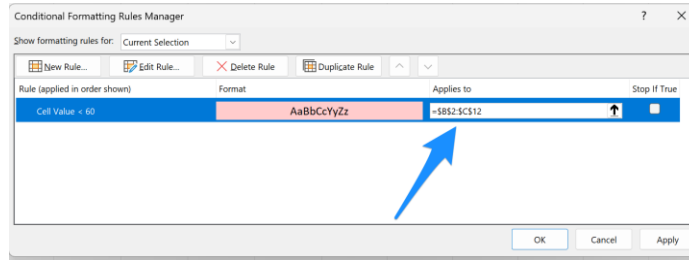 Conditional Formatting Rules Manager ? X
Show formatting rules for: Current Selection
New Rule... Edit Rule... Delete Rule Duplicate Rule
Rule (applied in order shown) Format Applies to Stop If True
Cell Value < 60 AaBbCcYyZz =$B$2:$C$12
OK Cancel Apply